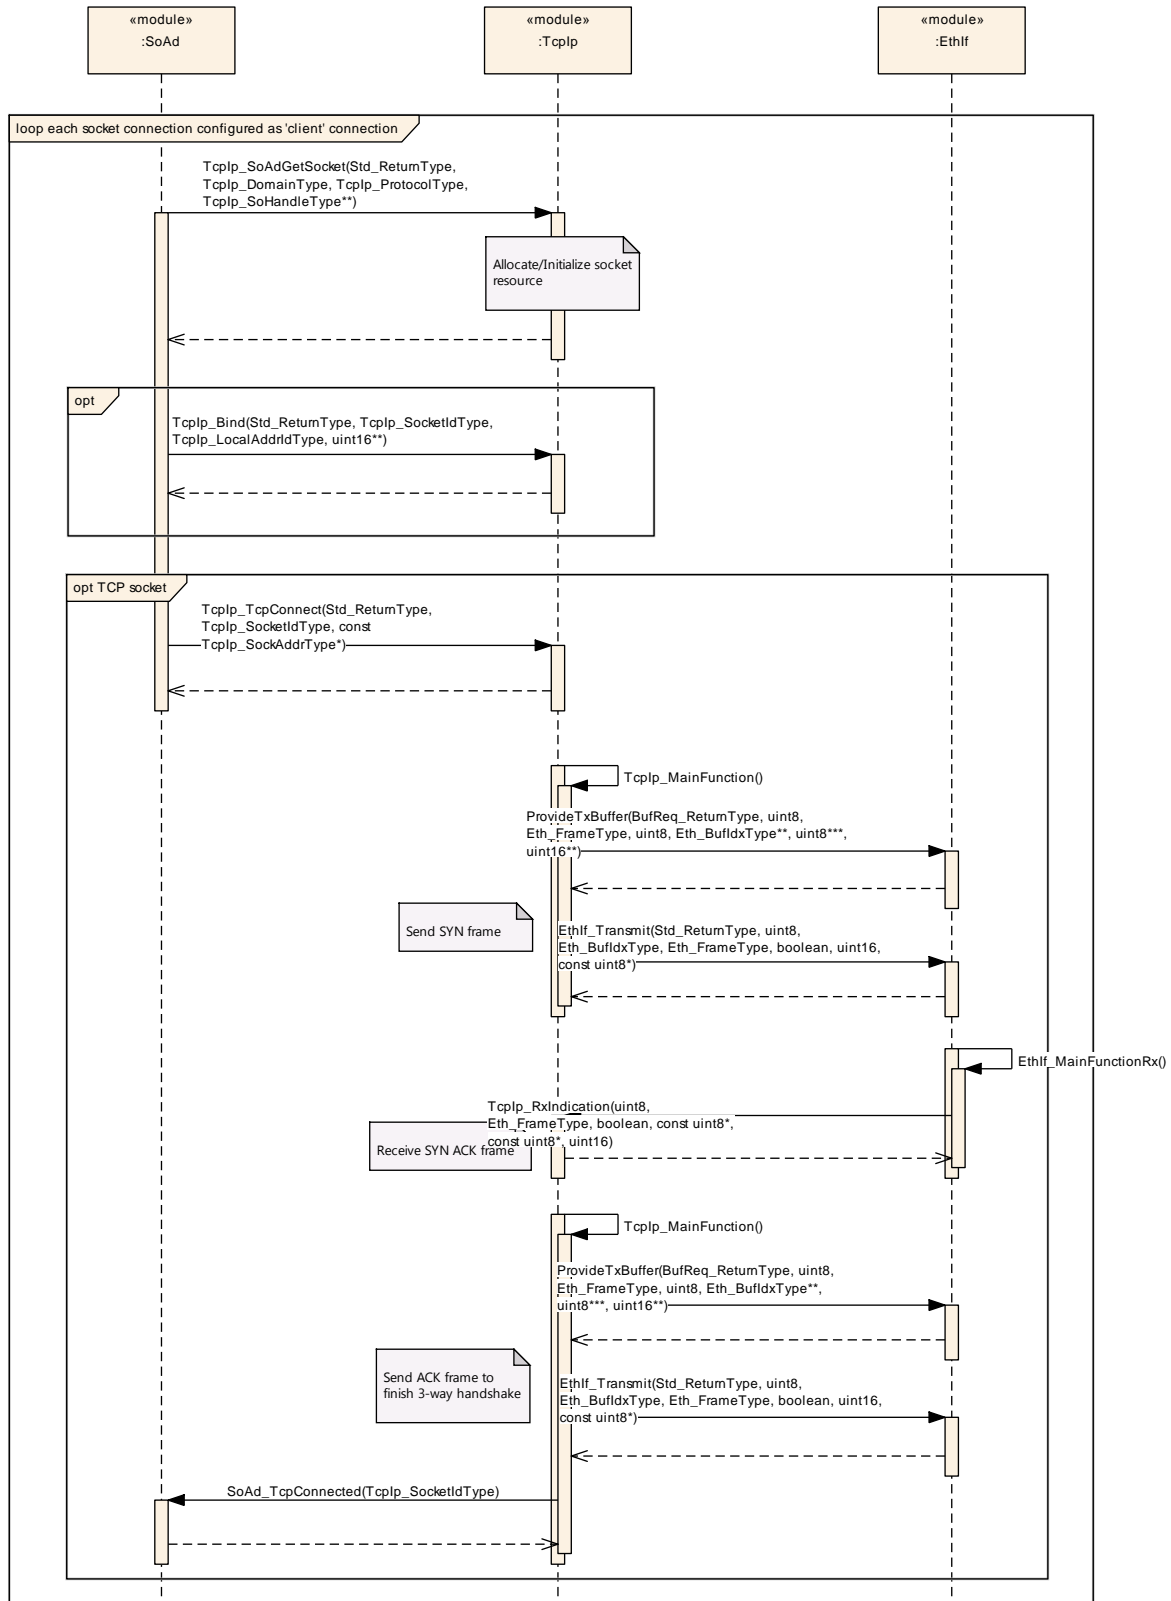 «module»
:SoAd
«module»
:TcpIp
«module»
:EthIf
loop each socket connection configured as 'client' connection
TcpIp_SoAdGetSocket(Std_ReturnType,
TcpIp_DomainType, TcpIp_ProtocolType,
TcpIp_SoHandleType**)
Allocate/Initialize socket
resource
opt
TcpIp_Bind(Std_ReturnType, TcpIp_SocketIdType,
TcpIp_LocalAddrIdType, uint16**)
opt TCP socket
TcpIp_TcpConnect(Std_ReturnType,
TcpIp_SocketIdType, const
TcpIp_SockAddrType*)
TcpIp_MainFunction()
ProvideTxBuffer(BufReq_ReturnType, uint8,
Eth_FrameType, uint8, Eth_BufIdxType**, uint8***,
uint16**)
Send SYN frame
EthIf_Transmit(Std_ReturnType, uint8,
Eth_BufIdxType, Eth_FrameType, boolean, uint16,
const uint8*)
EthIf_MainFunctionRx()
TcpIp_RxIndication(uint8,
Eth_FrameType, boolean, const uint8*,
const uint8*, uint16)
Receive SYN ACK frame
TcpIp_MainFunction()
ProvideTxBuffer(BufReq_ReturnType, uint8,
Eth_FrameType, uint8, Eth_BufIdxType**,
uint8***, uint16**)
Send ACK frame to
finish 3-way handshake
EthIf_Transmit(Std_ReturnType, uint8,
Eth_BufIdxType, Eth_FrameType, boolean, uint16,
const uint8*)
SoAd_TcpConnected(TcpIp_SocketIdType)